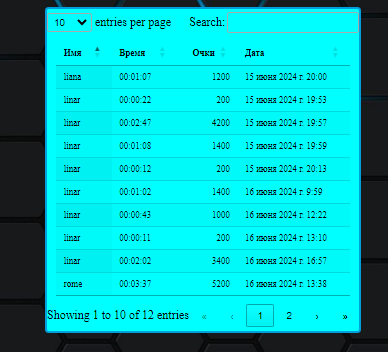 10 entries per page Search:
Имя Время Очки Дата
liana 00:01:07 1200 15 июня 2024 г. 20:00
linar 00:00:22 200 15 июня 2024 г. 19:53
linar 00:02:47 4200 15 июня 2024 г. 19:57
linar 00:01:08 1400 15 июня 2024 г. 19:59
linar 00:00:12 200 15 июня 2024 г. 20:13
linar 00:01:02 1400 16 июня 2024 г. 9:59
linar 00:00:43 1000 16 июня 2024 г. 12:22
linar 00:00:11 200 16 июня 2024 г. 13:10
linar 00:02:02 3400 16 июня 2024 г. 16:57
rome 00:03:37 5200 16 июня 2024 г. 13:38
Showing 1 to 10 of 12 entries « ‹ 1 2 › »